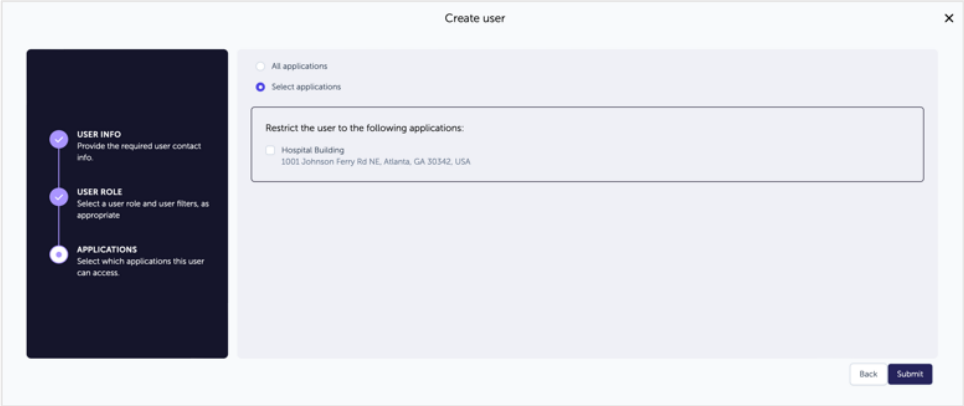 Create user
USER INFO
Provide the required user contact
info.
USER ROLE
Select a user role and user filters, as
appropriate
APPLICATIONS
Select which applications this user
can access.
All applications
Select applications
Restrict the user to the following applications:
Hospital Building
1001 Johnson Ferry Rd NE, Atlanta, GA 30342, USA
Back
Submit